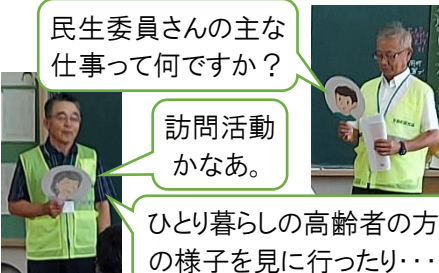 民生委員さんの主な
仕事って何ですか？
訪問活動
かなあ。
ひとり暮らしの高齢者の方
の様子を見に行ったり･･･